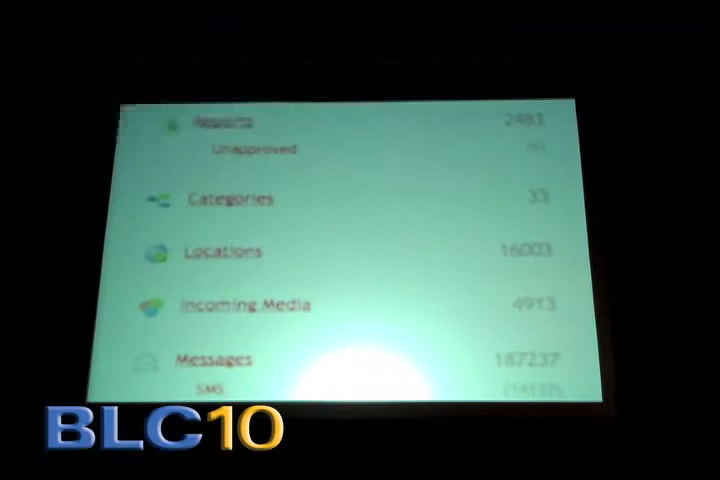 Reports 2483
Unapproved
Categories 33
Locations 16003
Incoming Media 4913
Messages 187237
SMS
BLC10